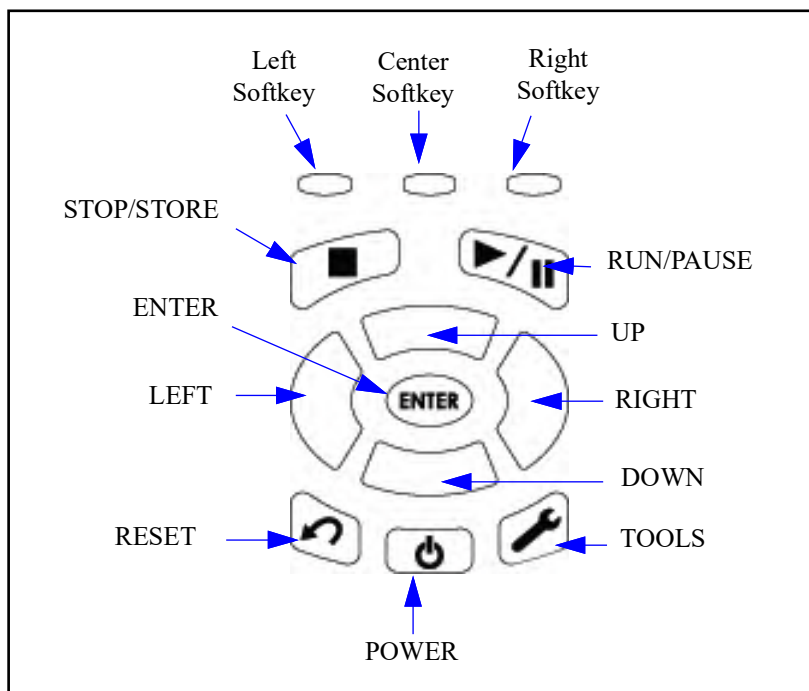 Left
Softkey
Center
Softkey
Right
Softkey
STOP/STORE
RUN/PAUSE
ENTER
UP
LEFT
ENTER
RIGHT
DOWN
RESET
TOOLS
POWER